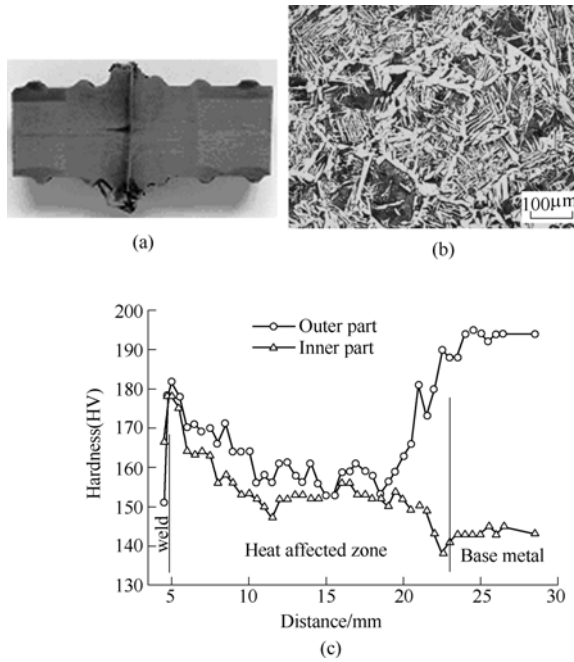 (a)
100μm
(b)
200
190
180
170
160
150
140
130
Hardness(HV)
Outer part
Inner part
weld
Heat affected zone
Base metal
5
10
15
20
25
30
Distance/mm
(c)